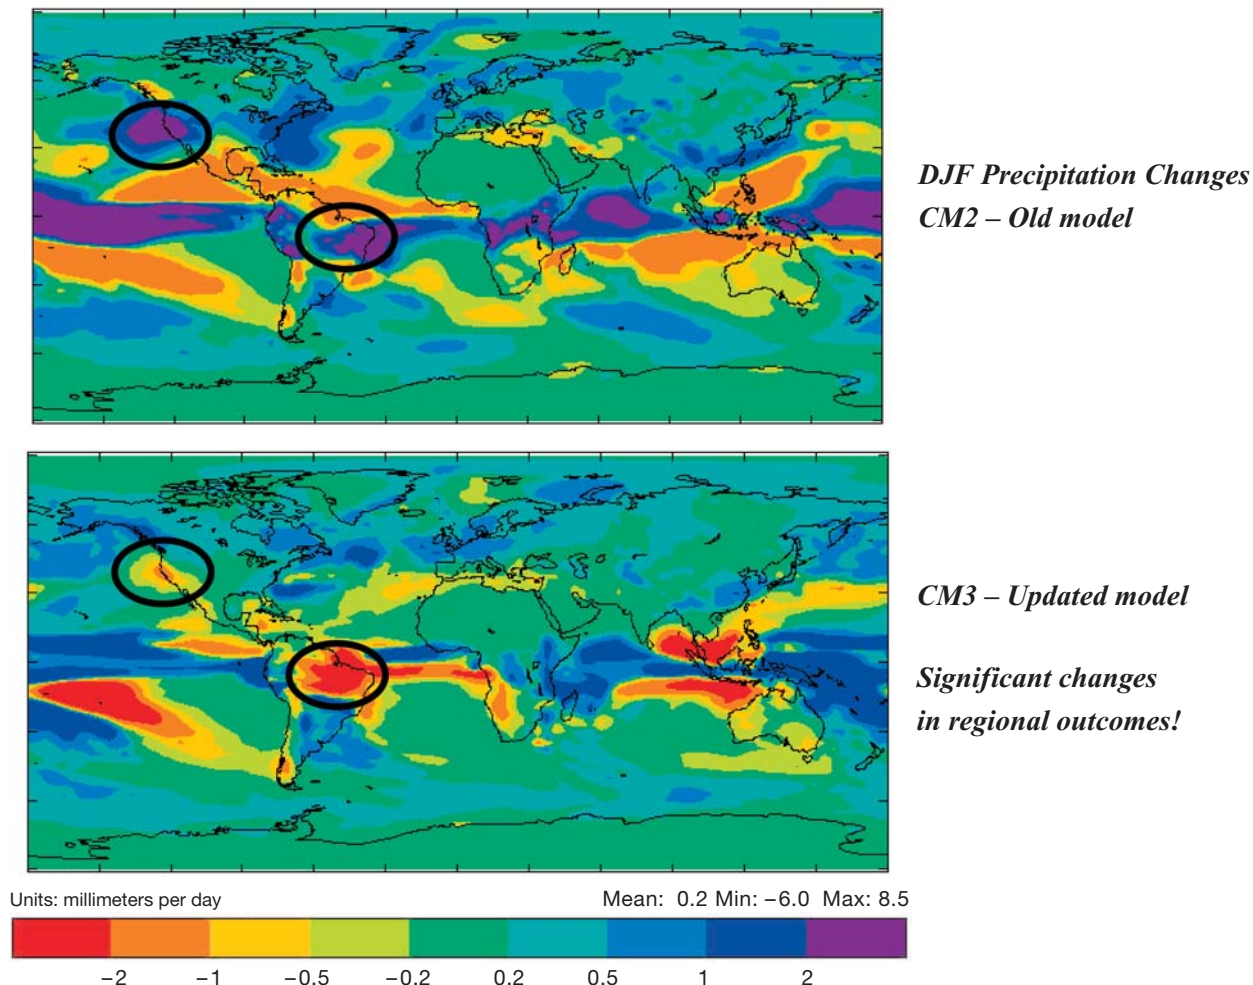 DJF Precipitation Changes
CM2 – Old model
CM3 – Updated model
Significant changes
in regional outcomes!
Units: millimeters per day
Mean: 0.2 Min: −6.0 Max: 8.5
−2 −1 −0.5 −0.2 0.2 0.5 1 2